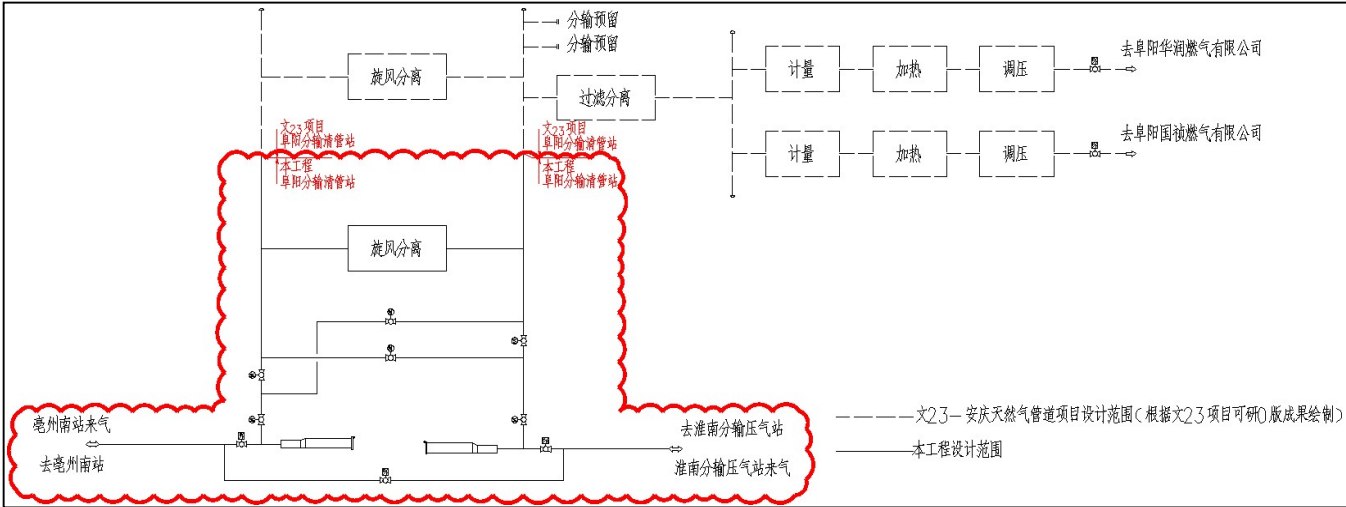 分输预留
分输预留
旋风分离
过滤分离
计量
加热
调压
去阜阳华润燃气有限公司
计量
加热
调压
去阜阳国祯燃气有限公司
文23项目
阜阳分输清管站
本工程
阜阳分输清管站
文23项目
阜阳分输清管站
本工程
阜阳分输清管站
旋风分离
亳州南站来气
去亳州南站
去淮南分输压气站
淮南分输压气站来气
文23-安庆天然气管道项目设计范围(根据文23项目可研0版成果绘制)
本工程设计范围